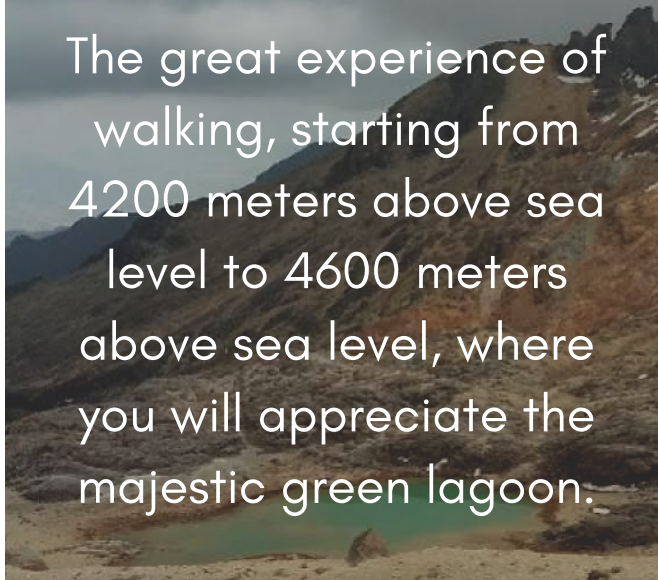 The great experience of
walking, starting from
4200 meters above sea
level to 4600 meters
above sea level, where
you will appreciate the
majestic green lagoon.